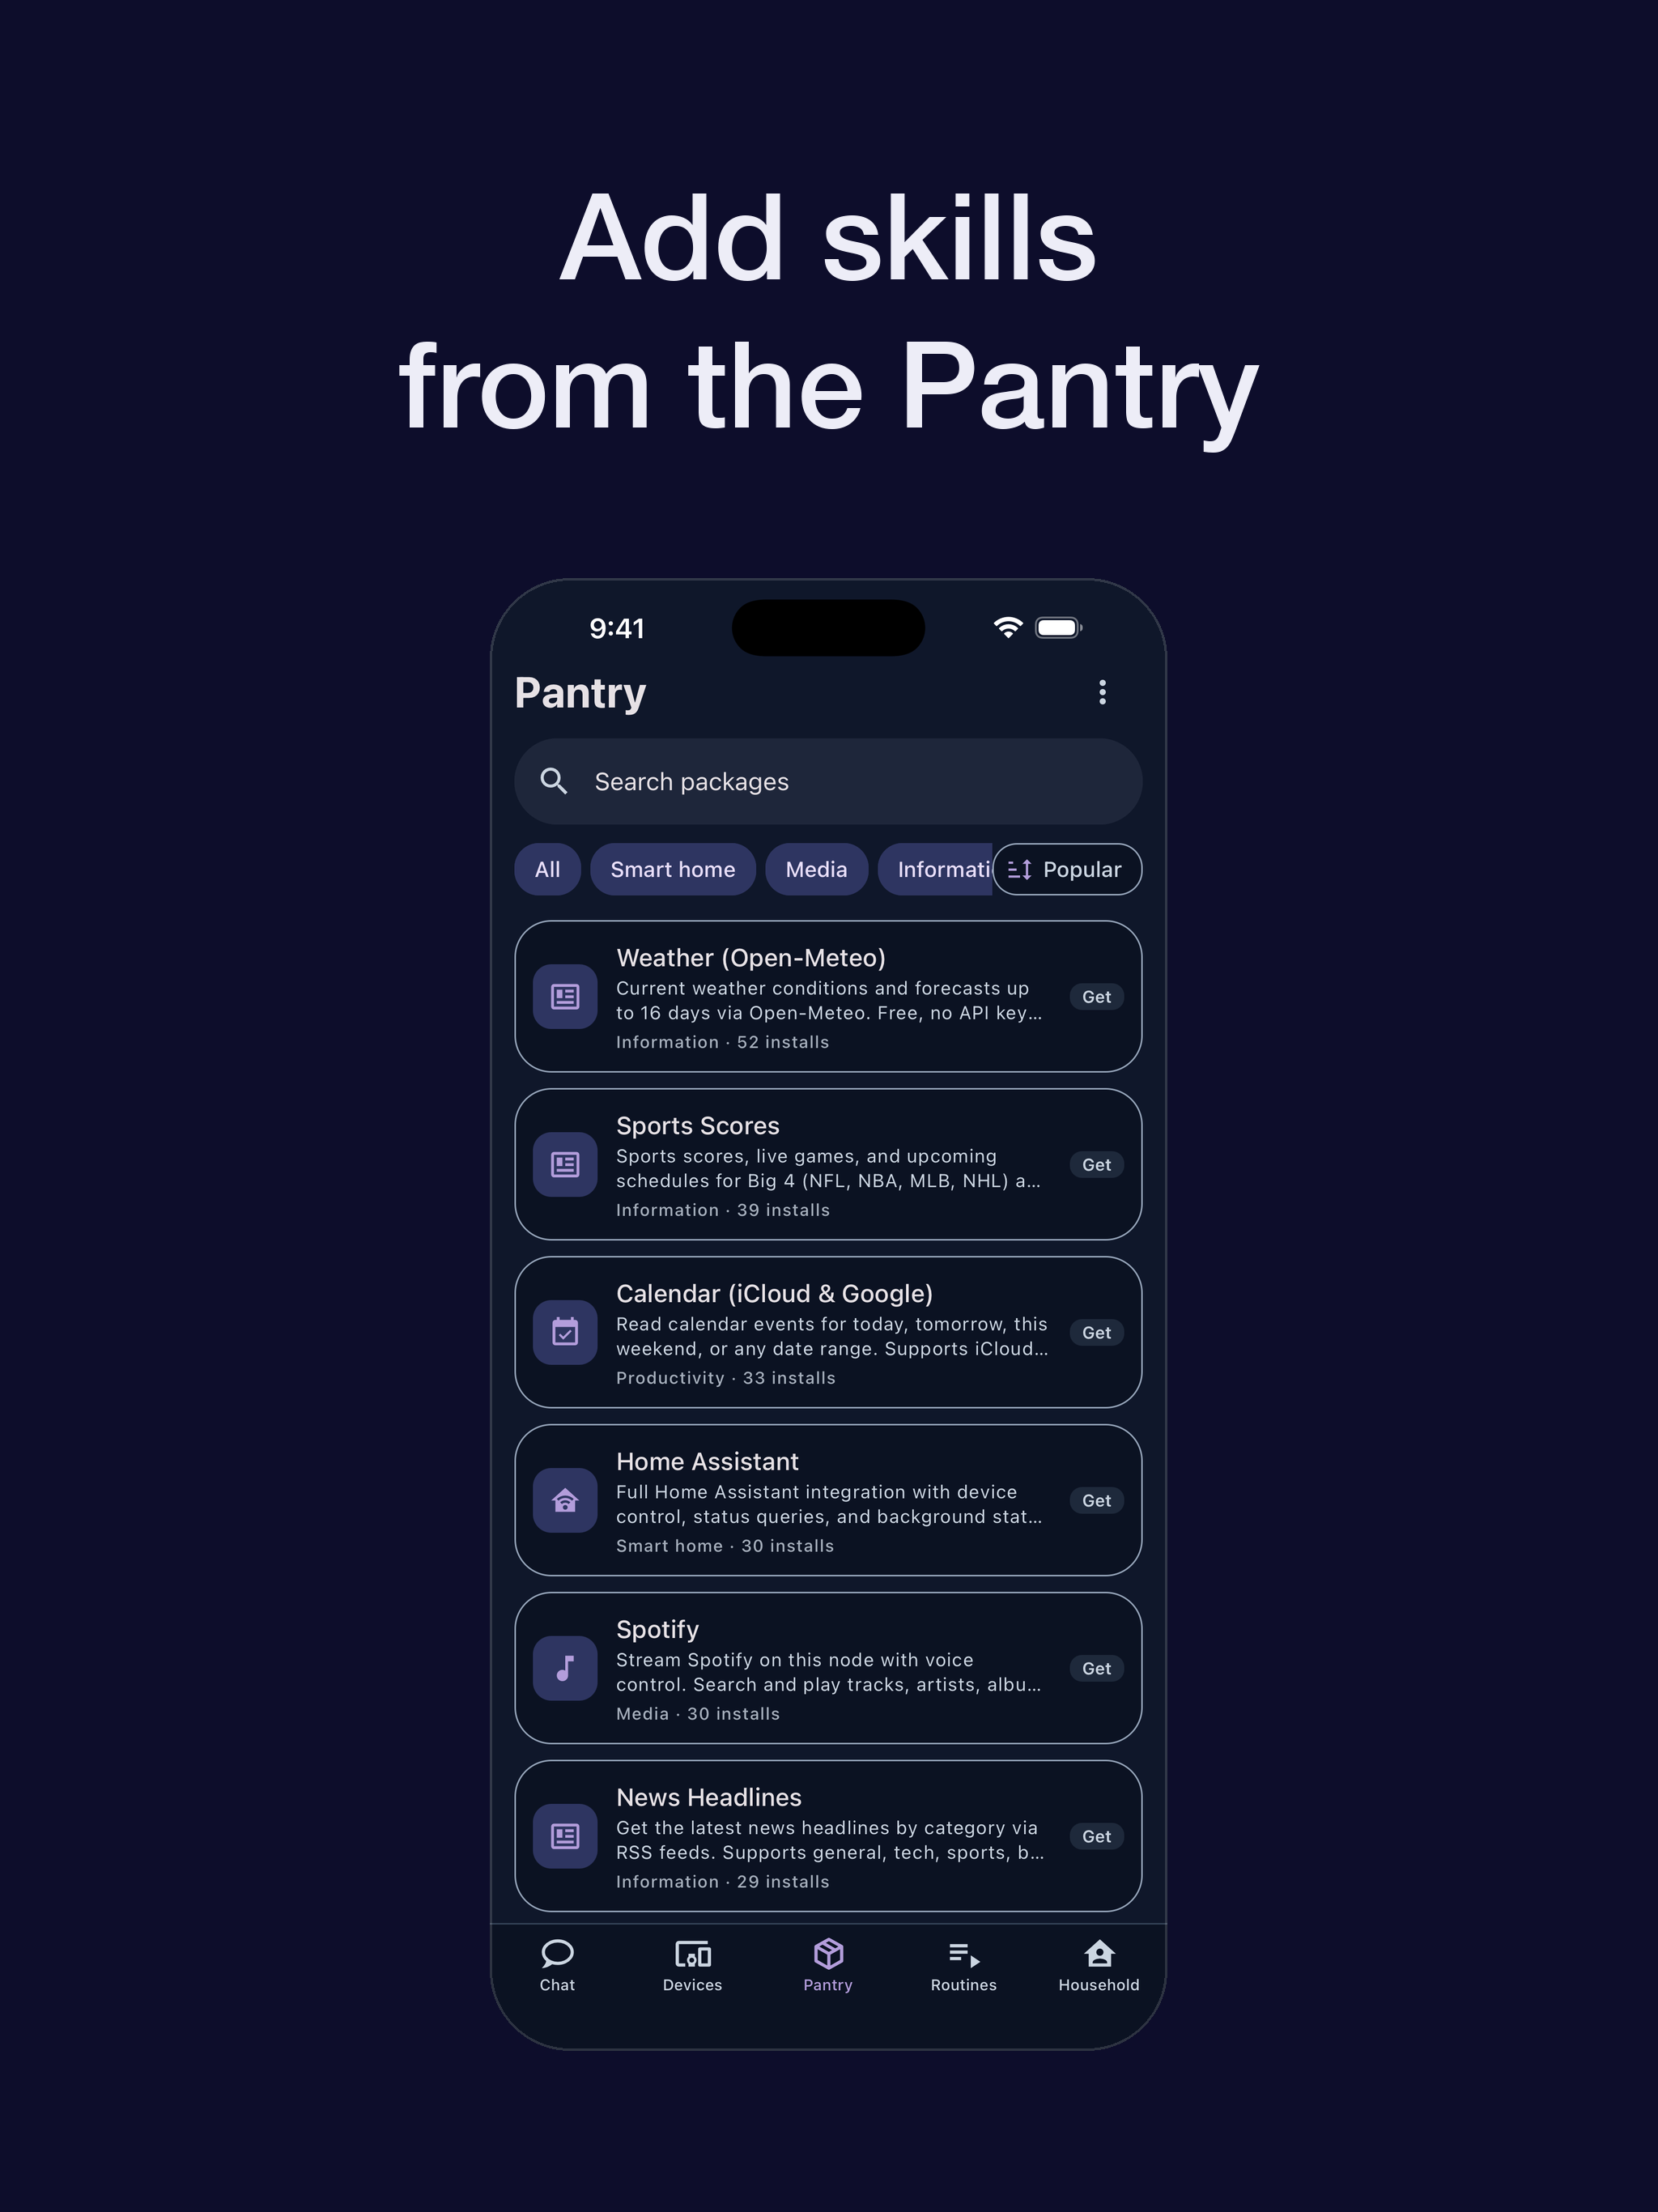 Add skills
from the Pantry
9:41
Pantry
Search packages
All Smart home Media Informati Popular
Weather (Open-Meteo)
Current weather conditions and forecasts up
to 16 days via Open-Meteo. Free, no API key...
Get
Information · 52 installs
Sports Scores
Sports scores, live games, and upcoming
schedules for Big 4 (NFL, NBA, MLB, NHL) a...
Get
Information · 39 installs
Calendar (iCloud & Google)
Read calendar events for today, tomorrow, this
weekend, or any date range. Supports iCloud...
Get
Productivity · 33 installs
Home Assistant
Full Home Assistant integration with device
control, status queries, and background stat...
Get
Smart home · 30 installs
Spotify
Stream Spotify on this node with voice
control. Search and play tracks, artists, albu...
Get
Media · 30 installs
News Headlines
Get the latest news headlines by category via
RSS feeds. Supports general, tech, sports, b...
Get
Information · 29 installs
Chat Devices Pantry Routines Household